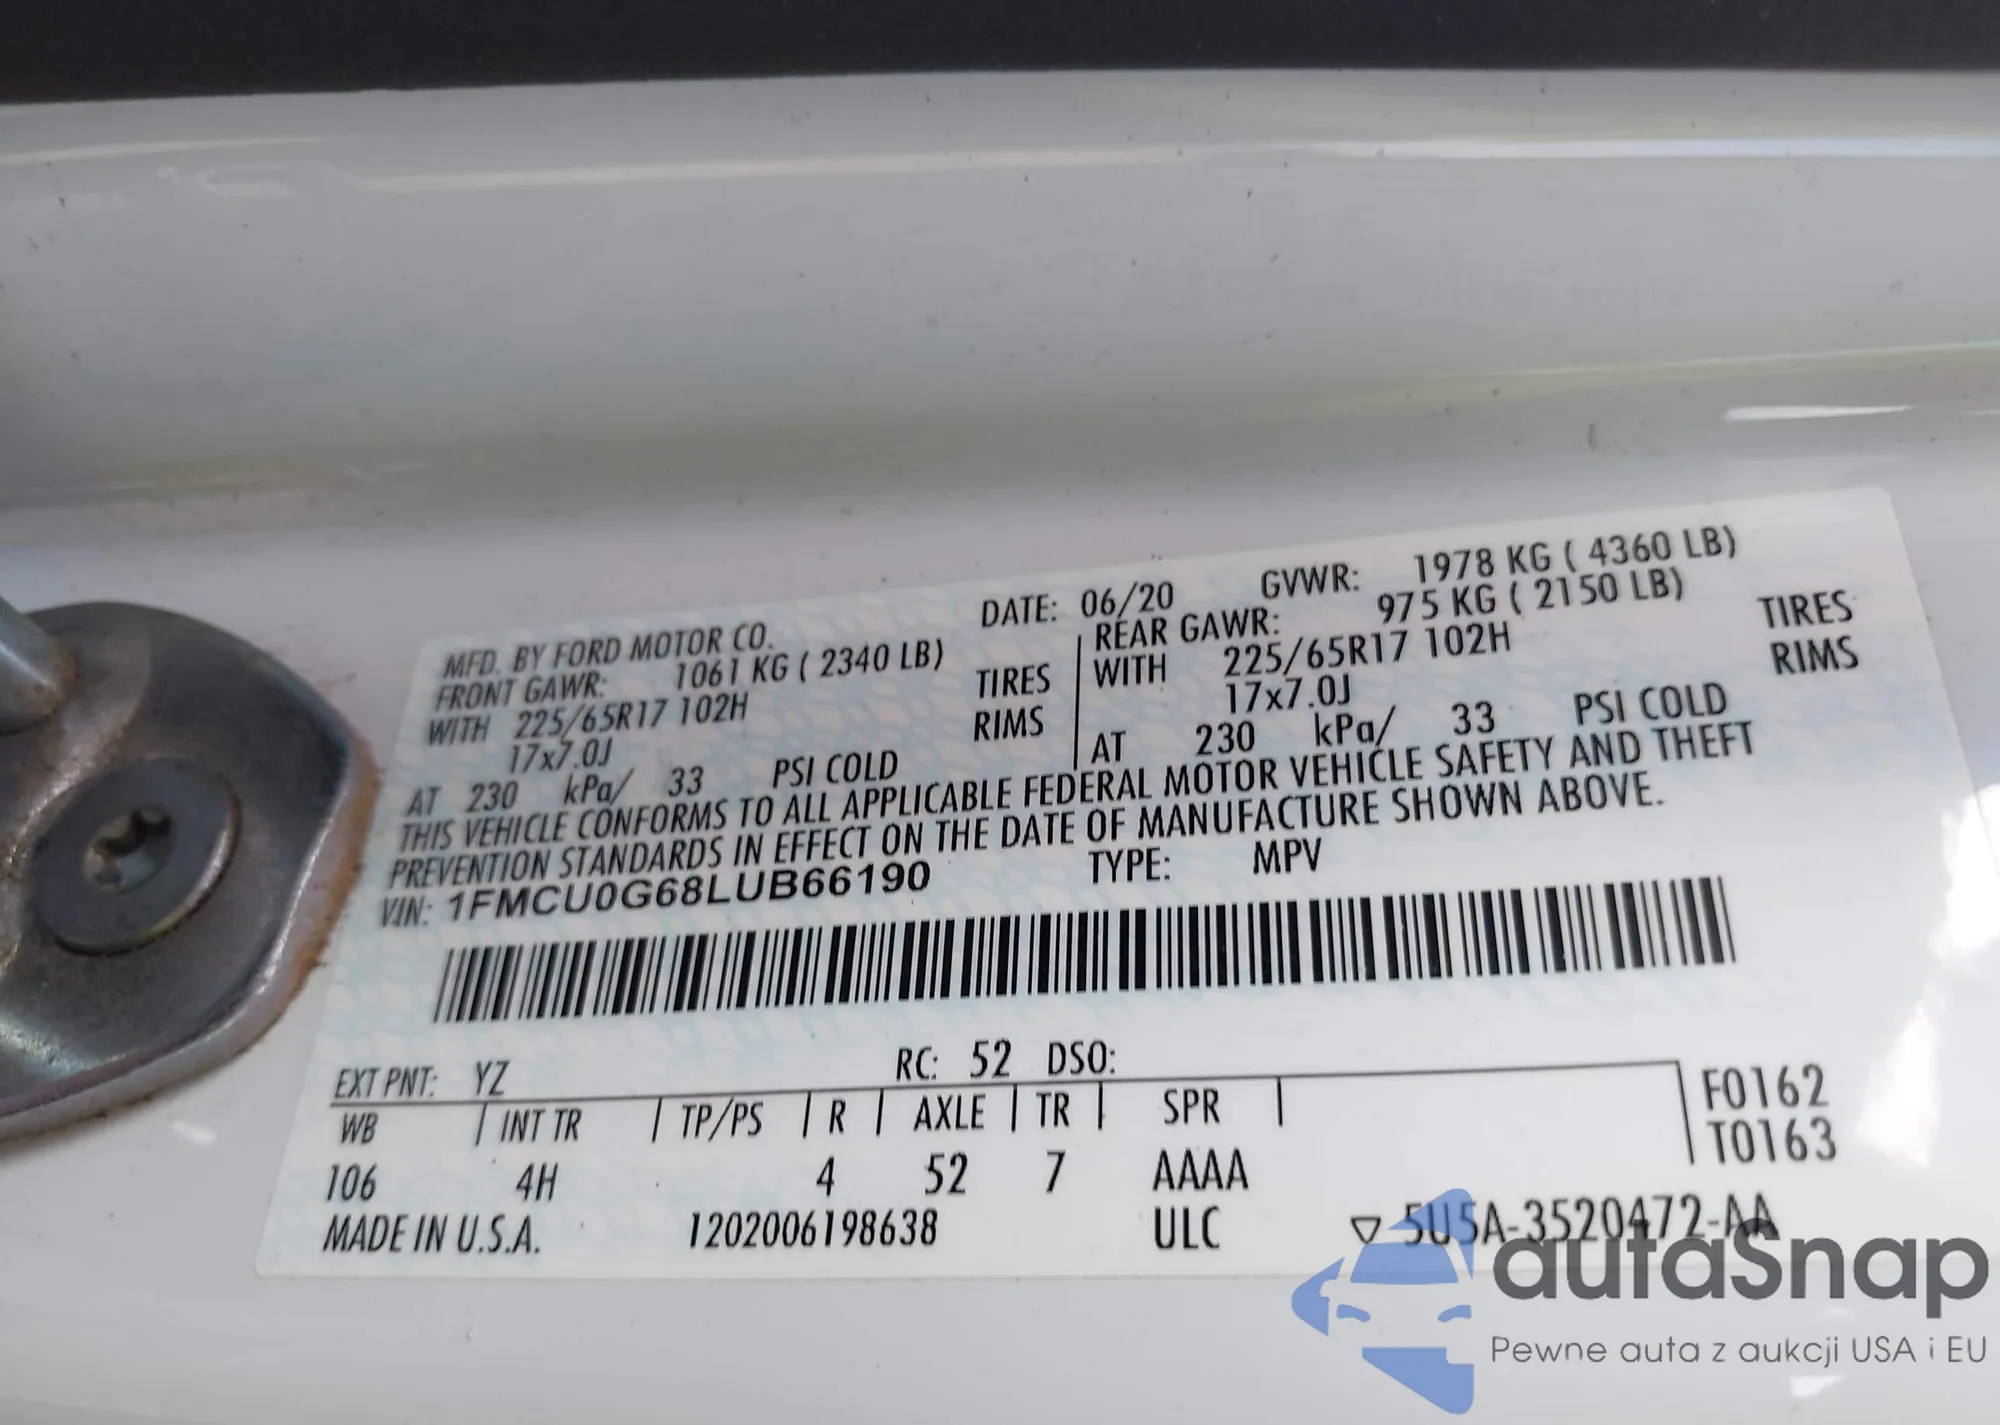 MFD. BY FORD MOTOR CO. DATE: 06/20 GVWR: 1978 KG ( 4360 LB)
FRONT GAWR: 1061 KG ( 2340 LB) REAR GAWR: 975 KG ( 2150 LB)
WITH 225/65R17 102H TIRES WITH 225/65R17 102H TIRES
17x7.0J RIMS 17x7.0J RIMS
AT 230 kPa/ 33 PSI COLD AT 230 kPa/ 33 PSI COLD
THIS VEHICLE CONFORMS TO ALL APPLICABLE FEDERAL MOTOR VEHICLE SAFETY AND THEFT
PREVENTION STANDARDS IN EFFECT ON THE DATE OF MANUFACTURE SHOWN ABOVE.
VIN: 1FMCU0G68LUB66190 TYPE: MPV
EXT PNT: YZ RC: 52 DSO:
WB INT TR TP/PS R AXLE TR SPR F0162
T0163
106 4H 4 52 7 AAAA
MADE IN U.S.A. 1202006198638 ULC ▽ 5U5A-3520472-AA
autaSnap
Pewne auta z aukcji USA i EU